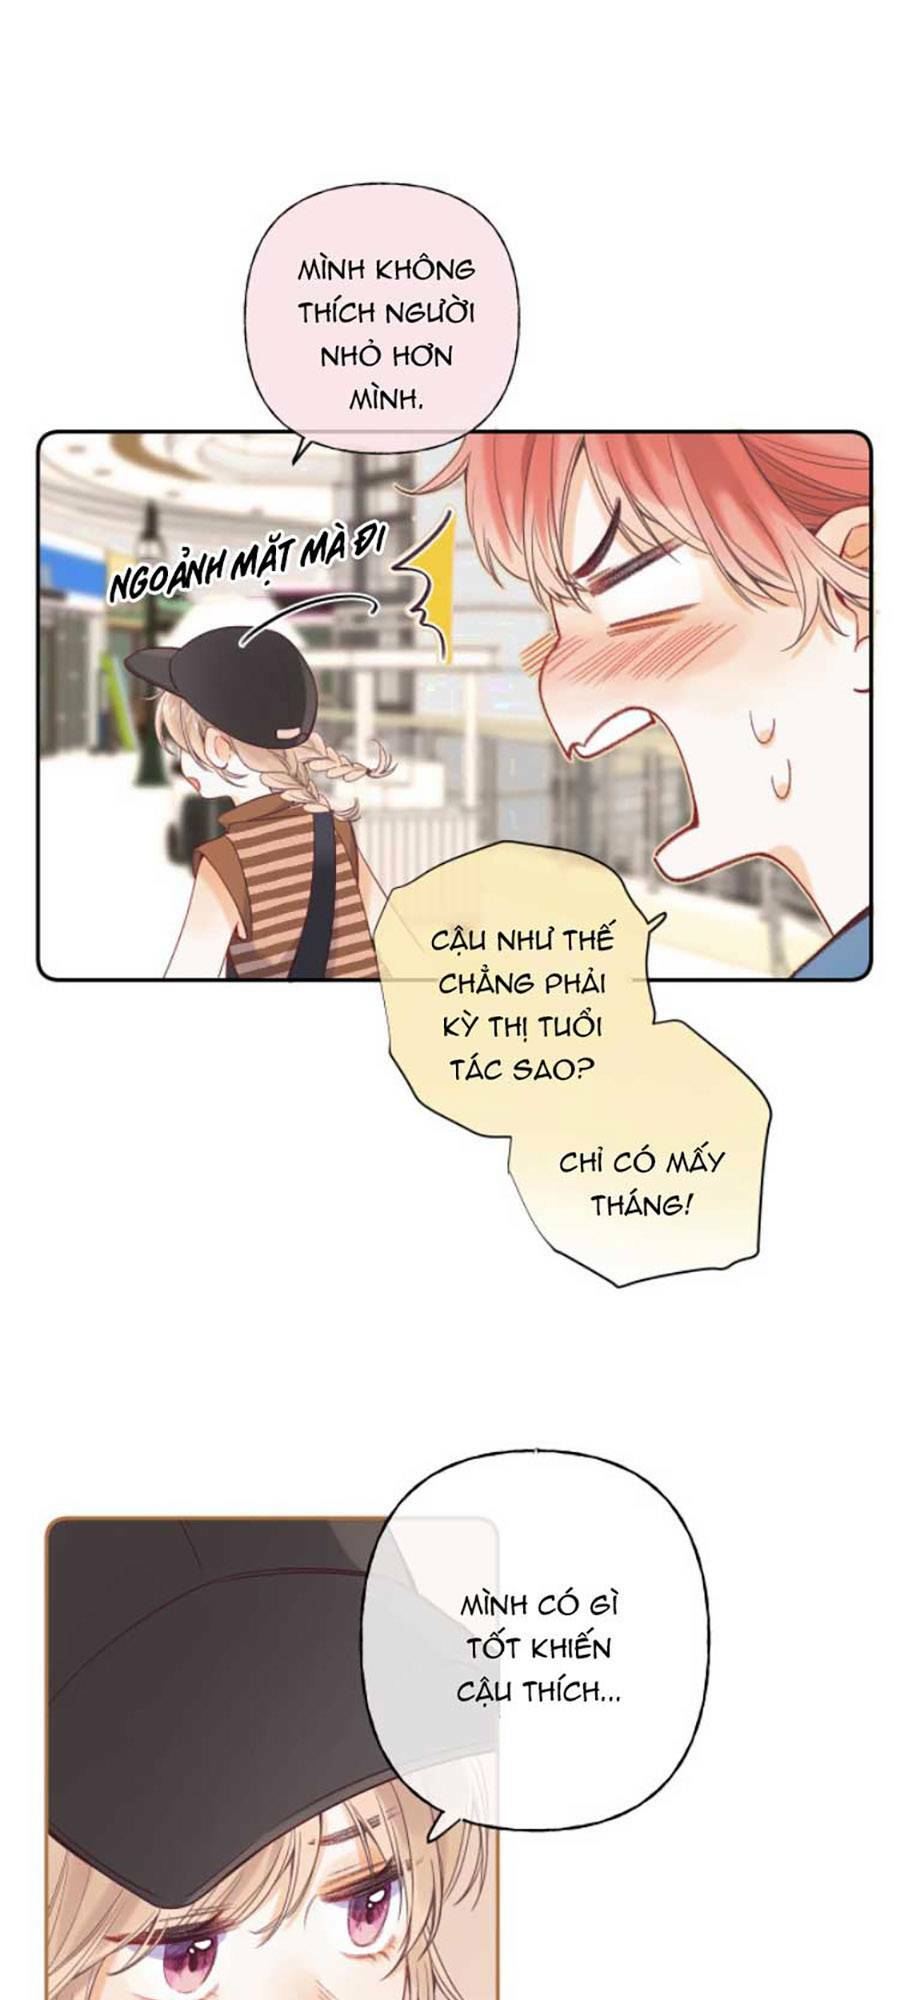 MÌNH KHÔNG
THÍCH NGƯỜI
NHỎ HƠN
MÌNH.
NGOẢNH MẶT MÀ ĐI
CẬU NHƯ THẾ
CHẲNG PHẢI
KỲ THỊ TUỔI
TÁC SAO?
CHỈ CÓ MẤY
THÁNG!
MÌNH CÓ GÌ
TỐT KHIẾN
CẬU THÍCH...